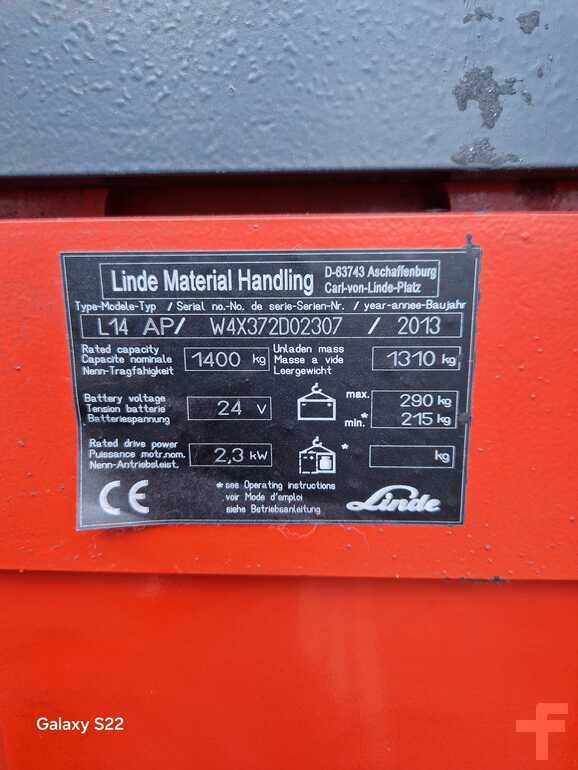 Linde Material Handling D-63743 Aschaffenburg
Carl-von-Linde-Platz
Type-Modele-Typ / Serial no.-No. de serie-Serien-Nr. / year-annee-Baujahr
L14 AP/ W4X372D02307 / 2013
Rated capacity
Capacite nominale
Nenn-Tragfähigkeit
1400 kg
Unladen mass
Masse a vide
Leergewicht
1310 kg
Battery voltage
Tension batterie
Batteriespannung
24 V
max. 290 kg
min.* 215 kg
Rated drive power
Puissance motr.nom.
Nenn-Antriebsleist.
2,3 kW
* kg
CE
* see Operating instructions
voir Mode d'emploi
siehe Betriebsanleitung
Linde
Galaxy S22